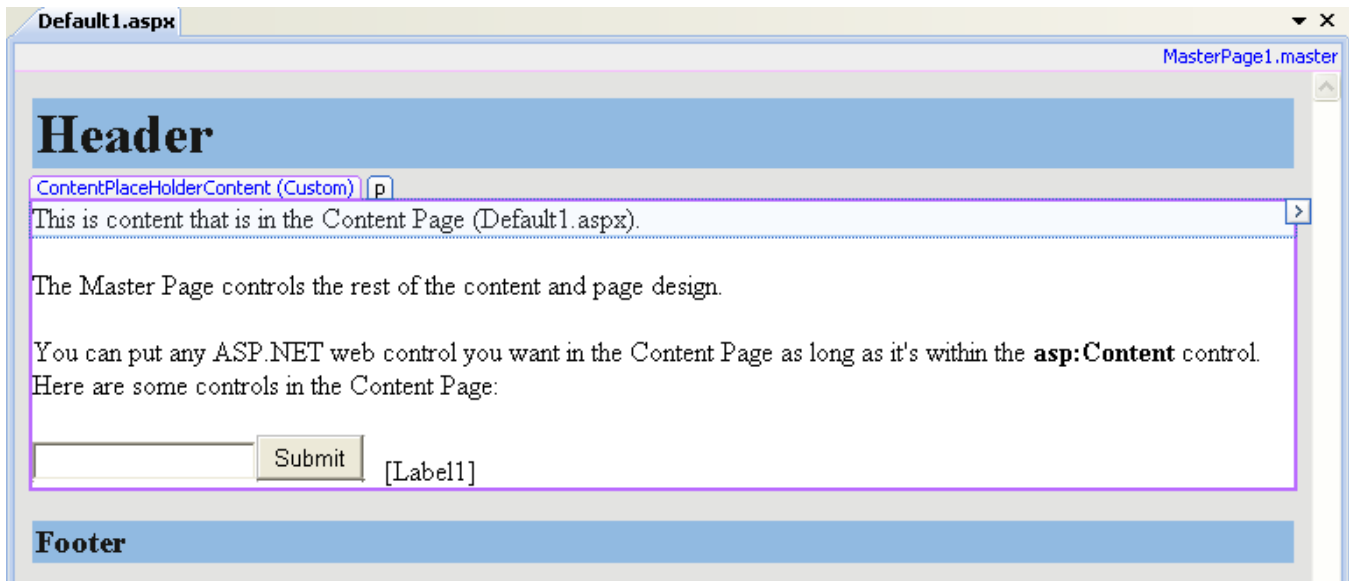 Default1.aspx
MasterPage1.master
Header
ContentPlaceHolderContent (Custom) p
This is content that is in the Content Page (Default1.aspx).
The Master Page controls the rest of the content and page design.
You can put any ASP.NET web control you want in the Content Page as long as it's within the asp:Content control.
Here are some controls in the Content Page:
Submit [Label1]
Footer